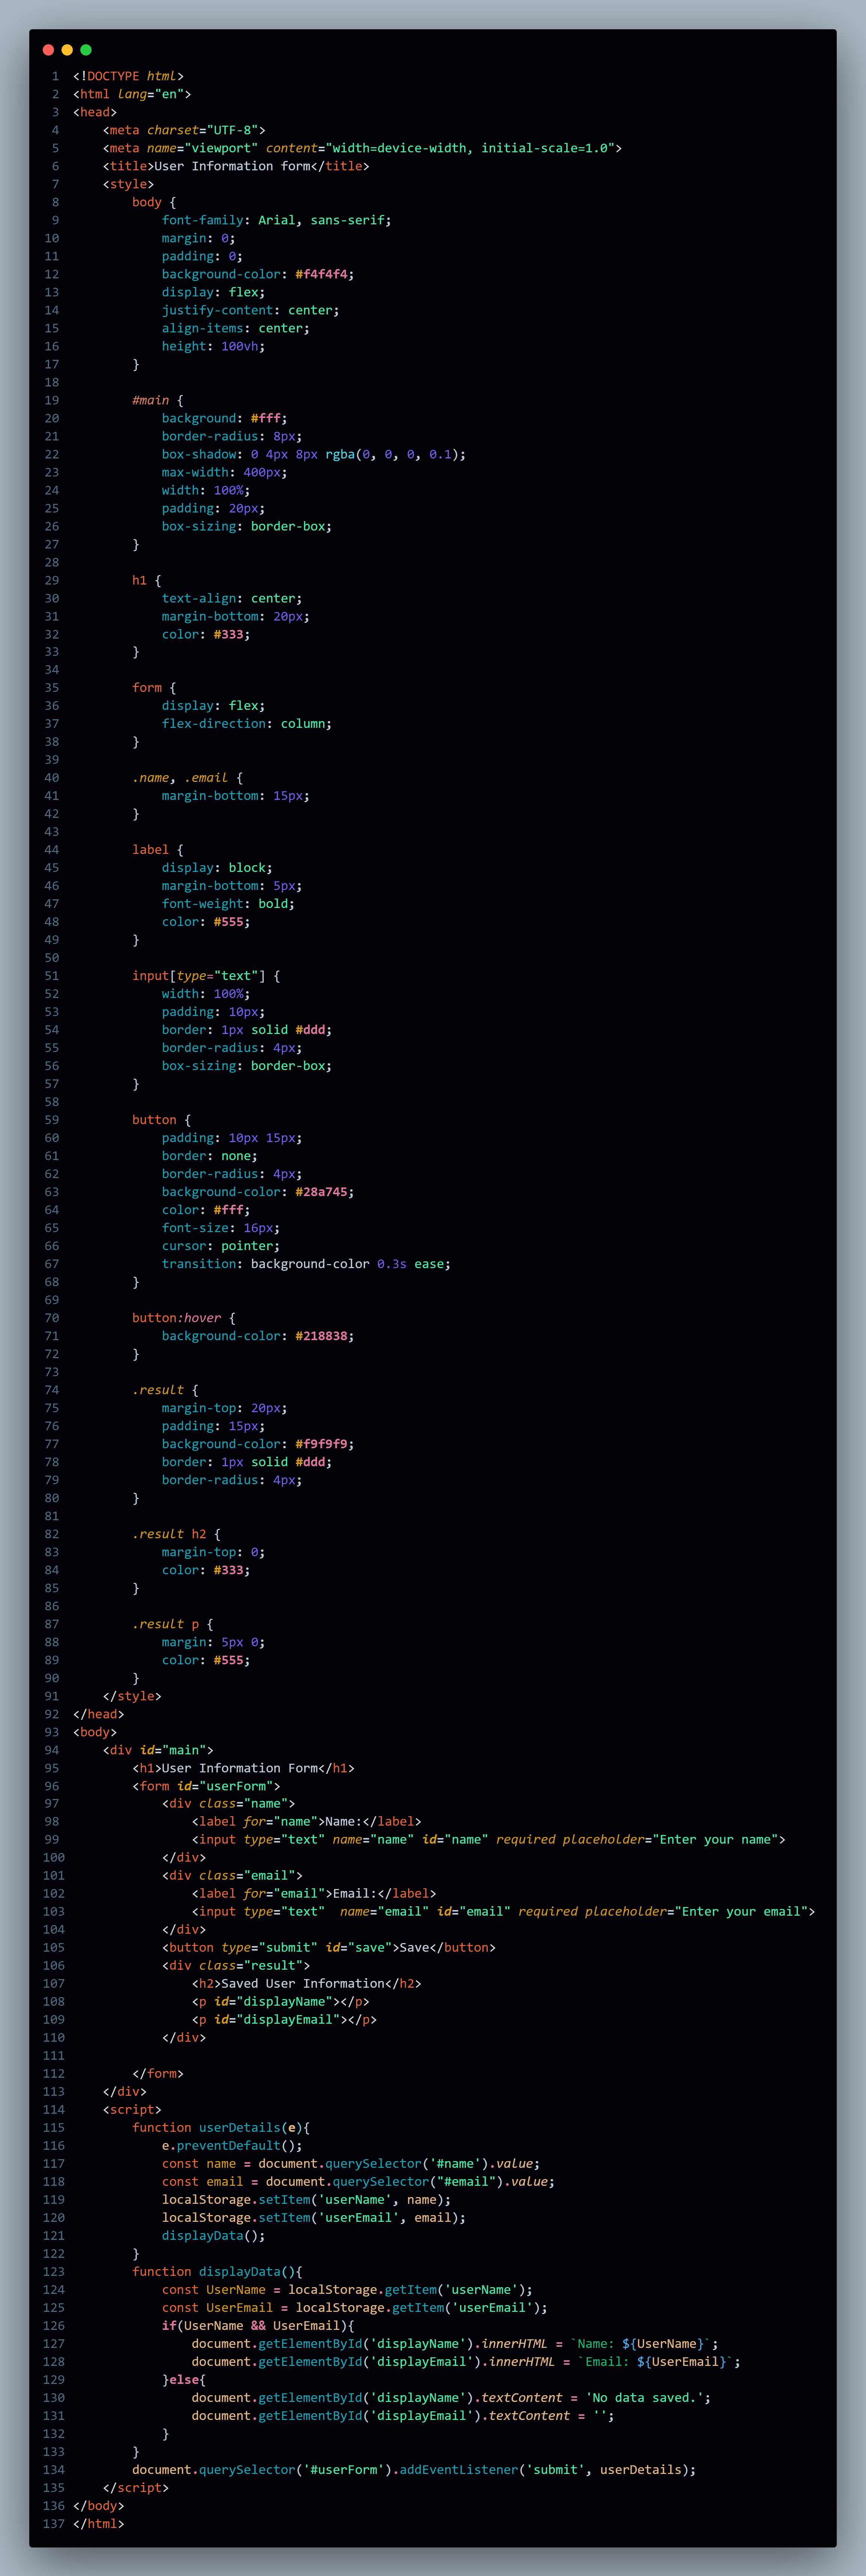 1 <!DOCTYPE html>
2 <html lang="en">
3 <head>
4     <meta charset="UTF-8">
5     <meta name="viewport" content="width=device-width, initial-scale=1.0">
6     <title>User Information form</title>
7     <style>
8         body {
9             font-family: Arial, sans-serif;
10             margin: 0;
11             padding: 0;
12             background-color: #f4f4f4;
13             display: flex;
14             justify-content: center;
15             align-items: center;
16             height: 100vh;
17         }
18
19         #main {
20             background: #fff;
21             border-radius: 8px;
22             box-shadow: 0 4px 8px rgba(0, 0, 0, 0.1);
23             max-width: 400px;
24             width: 100%;
25             padding: 20px;
26             box-sizing: border-box;
27         }
28
29         h1 {
30             text-align: center;
31             margin-bottom: 20px;
32             color: #333;
33         }
34
35         form {
36             display: flex;
37             flex-direction: column;
38         }
39
40         .name, .email {
41             margin-bottom: 15px;
42         }
43
44         label {
45             display: block;
46             margin-bottom: 5px;
47             font-weight: bold;
48             color: #555;
49         }
50
51         input[type="text"] {
52             width: 100%;
53             padding: 10px;
54             border: 1px solid #ddd;
55             border-radius: 4px;
56             box-sizing: border-box;
57         }
58
59         button {
60             padding: 10px 15px;
61             border: none;
62             border-radius: 4px;
63             background-color: #28a745;
64             color: #fff;
65             font-size: 16px;
66             cursor: pointer;
67             transition: background-color 0.3s ease;
68         }
69
70         button:hover {
71             background-color: #218838;
72         }
73
74         .result {
75             margin-top: 20px;
76             padding: 15px;
77             background-color: #f9f9f9;
78             border: 1px solid #ddd;
79             border-radius: 4px;
80         }
81
82         .result h2 {
83             margin-top: 0;
84             color: #333;
85         }
86
87         .result p {
88             margin: 5px 0;
89             color: #555;
90         }
91     </style>
92 </head>
93 <body>
94     <div id="main">
95         <h1>User Information Form</h1>
96         <form id="userForm">
97             <div class="name">
98                 <label for="name">Name:</label>
99                 <input type="text" name="name" id="name" required placeholder="Enter your name">
100             </div>
101             <div class="email">
102                 <label for="email">Email:</label>
103                 <input type="text"  name="email" id="email" required placeholder="Enter your email">
104             </div>
105             <button type="submit" id="save">Save</button>
106             <div class="result">
107                 <h2>Saved User Information</h2>
108                 <p id="displayName"></p>
109                 <p id="displayEmail"></p>
110             </div>
111
112         </form>
113     </div>
114     <script>
115         function userDetails(e){
116             e.preventDefault();
117             const name = document.querySelector('#name').value;
118             const email = document.querySelector("#email").value;
119             localStorage.setItem('userName', name);
120             localStorage.setItem('userEmail', email);
121             displayData();
122         }
123         function displayData(){
124             const UserName = localStorage.getItem('userName');
125             const UserEmail = localStorage.getItem('userEmail');
126             if(UserName && UserEmail){
127                 document.getElementById('displayName').innerHTML = `Name: ${UserName}`;
128                 document.getElementById('displayEmail').innerHTML = `Email: ${UserEmail}`;
129             }else{
130                 document.getElementById('displayName').textContent = 'No data saved.';
131                 document.getElementById('displayEmail').textContent = '';
132             }
133         }
134         document.querySelector('#userForm').addEventListener('submit', userDetails);
135     </script>
136 </body>
137 </html>